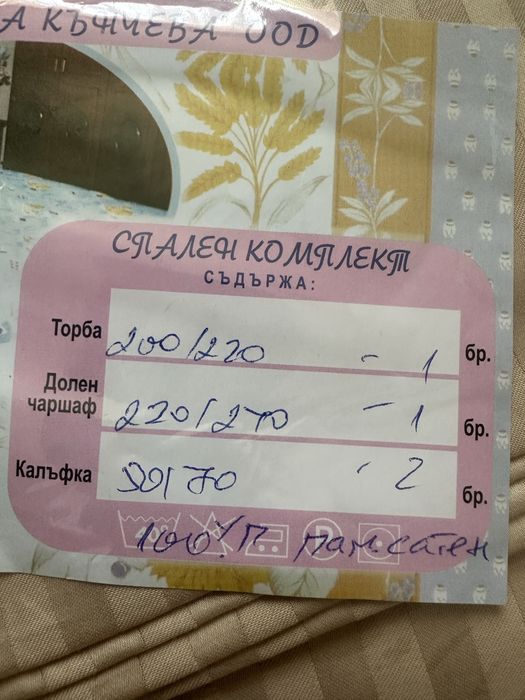 А КЪНЧЕВА ООД
СПАЛЕН КОМПЛЕКТ
СЪДЪРЖА:
Торба 200/220 - 1 бр.
Долен
чаршаф 220/240 - 1 бр.
Калъфка 50/70 - 2 бр.
100% П пам. сатен